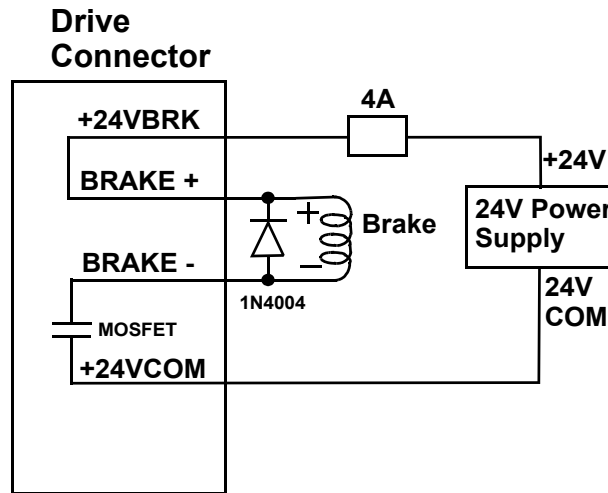 Drive
Connector
4A
+24VBRK
+24V
BRAKE +
24V Power
Supply
+
Brake
BRAKE -
–
1N4004
24V
COM
MOSFET
+24VCOM